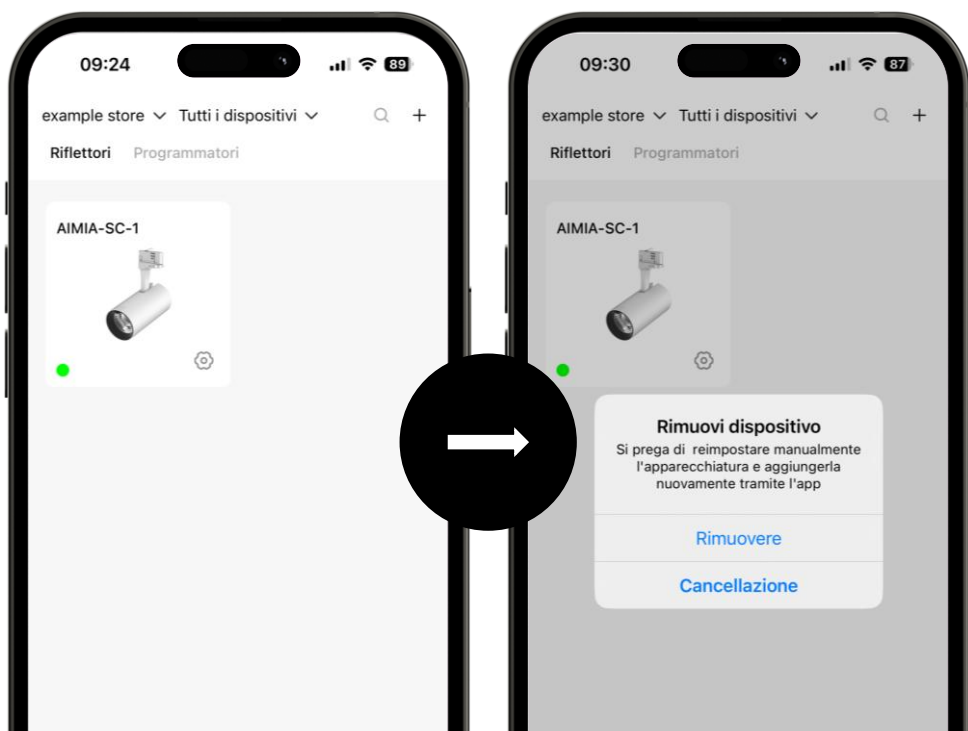 09:24
89
example store Tutti i dispositivi
Riflettori Programmatori
AIMIA-SC-1
09:30
87
example store Tutti i dispositivi
Riflettori Programmatori
AIMIA-SC-1
Rimuovi dispositivo
Si prega di reimpostare manualmente
l'apparecchiatura e aggiungerla
nuovamente tramite l'app
Rimuovere
Cancellazione